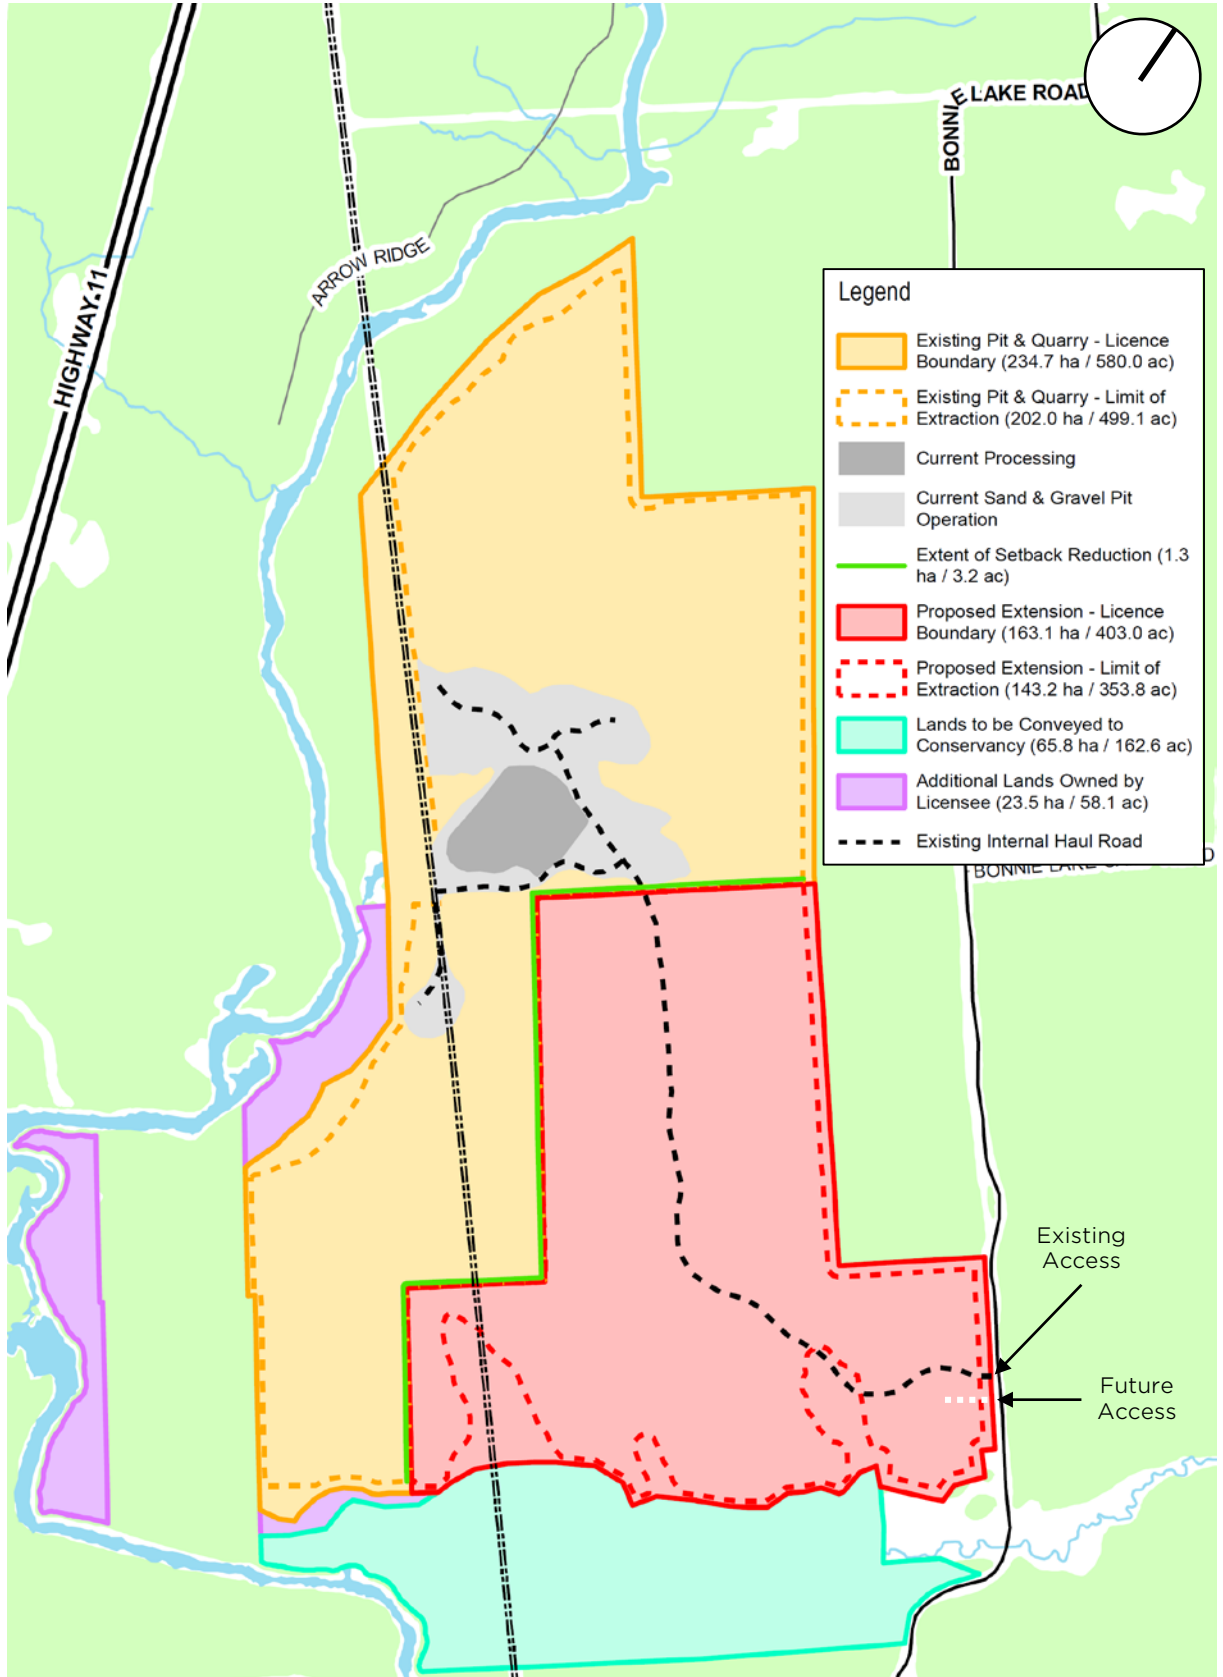 BONNIE LAKE ROAD
ARROW RIDGE
HIGHWAY 11
Legend
Existing Pit & Quarry - Licence
Boundary (234.7 ha / 580.0 ac)
Existing Pit & Quarry - Limit of
Extraction (202.0 ha / 499.1 ac)
Current Processing
Current Sand & Gravel Pit
Operation
Extent of Setback Reduction (1.3
ha / 3.2 ac)
Proposed Extension - Licence
Boundary (163.1 ha / 403.0 ac)
Proposed Extension - Limit of
Extraction (143.2 ha / 353.8 ac)
Lands to be Conveyed to
Conservancy (65.8 ha / 162.6 ac)
Additional Lands Owned by
Licensee (23.5 ha / 58.1 ac)
Existing Internal Haul Road
BONNIE LAKE
Existing
Access
Future
Access